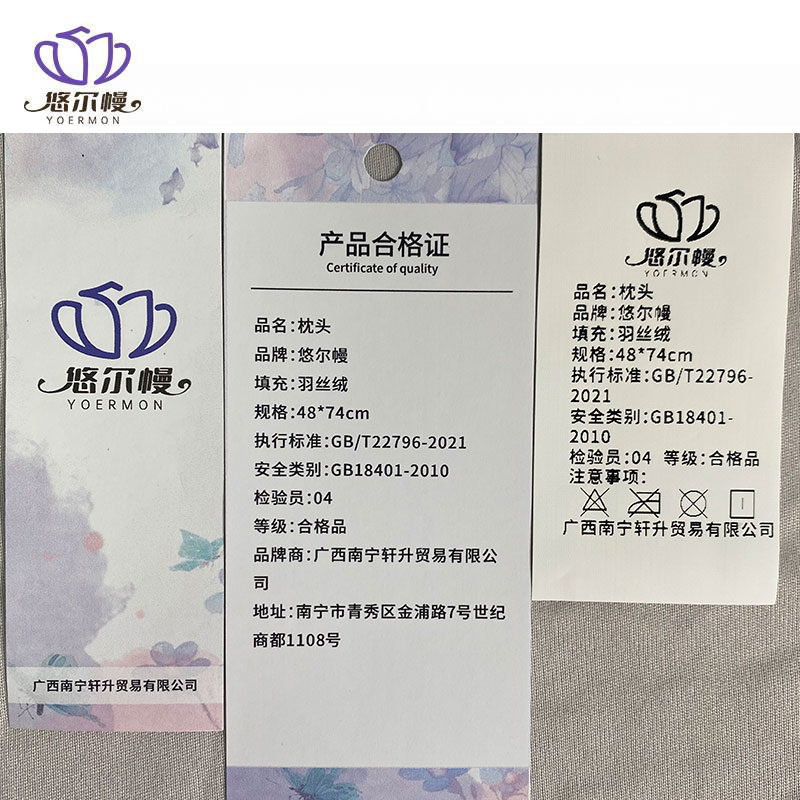 悠尔幔
YOERMON
悠尔幔
YOERMON
广西南宁轩升贸易有限公司
产品合格证
Certificate of quality
品名:枕头
品牌:悠尔幔
填充:羽丝绒
规格:48*74cm
执行标准:GB/T22796-2021
安全类别:GB18401-2010
检验员:04
等级:合格品
品牌商:广西南宁轩升贸易有限公
司
地址:南宁市青秀区金浦路7号世纪
商都1108号
悠尔幔
YOERMON
品名:枕头
品牌:悠尔幔
填充:羽丝绒
规格:48*74cm
执行标准:GB/T22796-
2021
安全类别:GB18401-
2010
检验员:04 等级:合格品
注意事项:
广西南宁轩升贸易有限公司